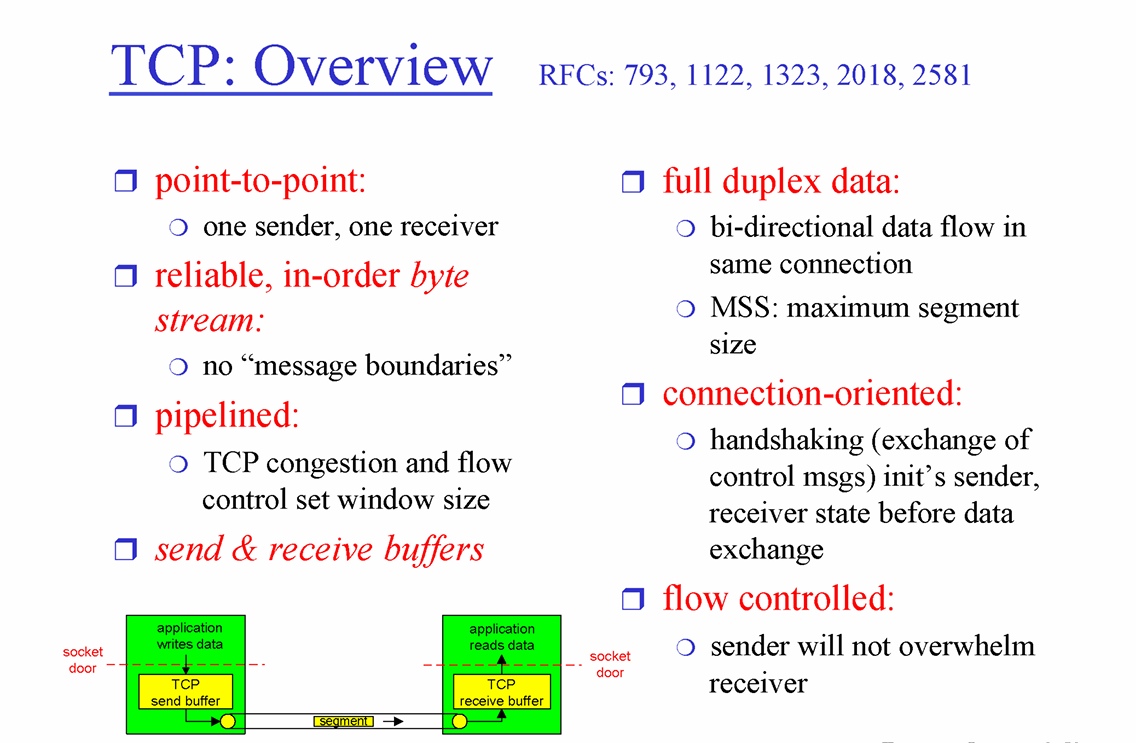 TCP: Overview RFCs: 793, 1122, 1323, 2018, 2581
point-to-point:
one sender, one receiver
reliable, in-order byte
stream:
no “message boundaries”
pipelined:
TCP congestion and flow
control set window size
send & receive buffers
full duplex data:
bi-directional data flow in
same connection
MSS: maximum segment
size
connection-oriented:
handshaking (exchange of
control msgs) init’s sender,
receiver state before data
exchange
flow controlled:
sender will not overwhelm
receiver
socket
door
application
writes data
TCP
send buffer
segment
application
reads data
TCP
receive buffer
socket
door